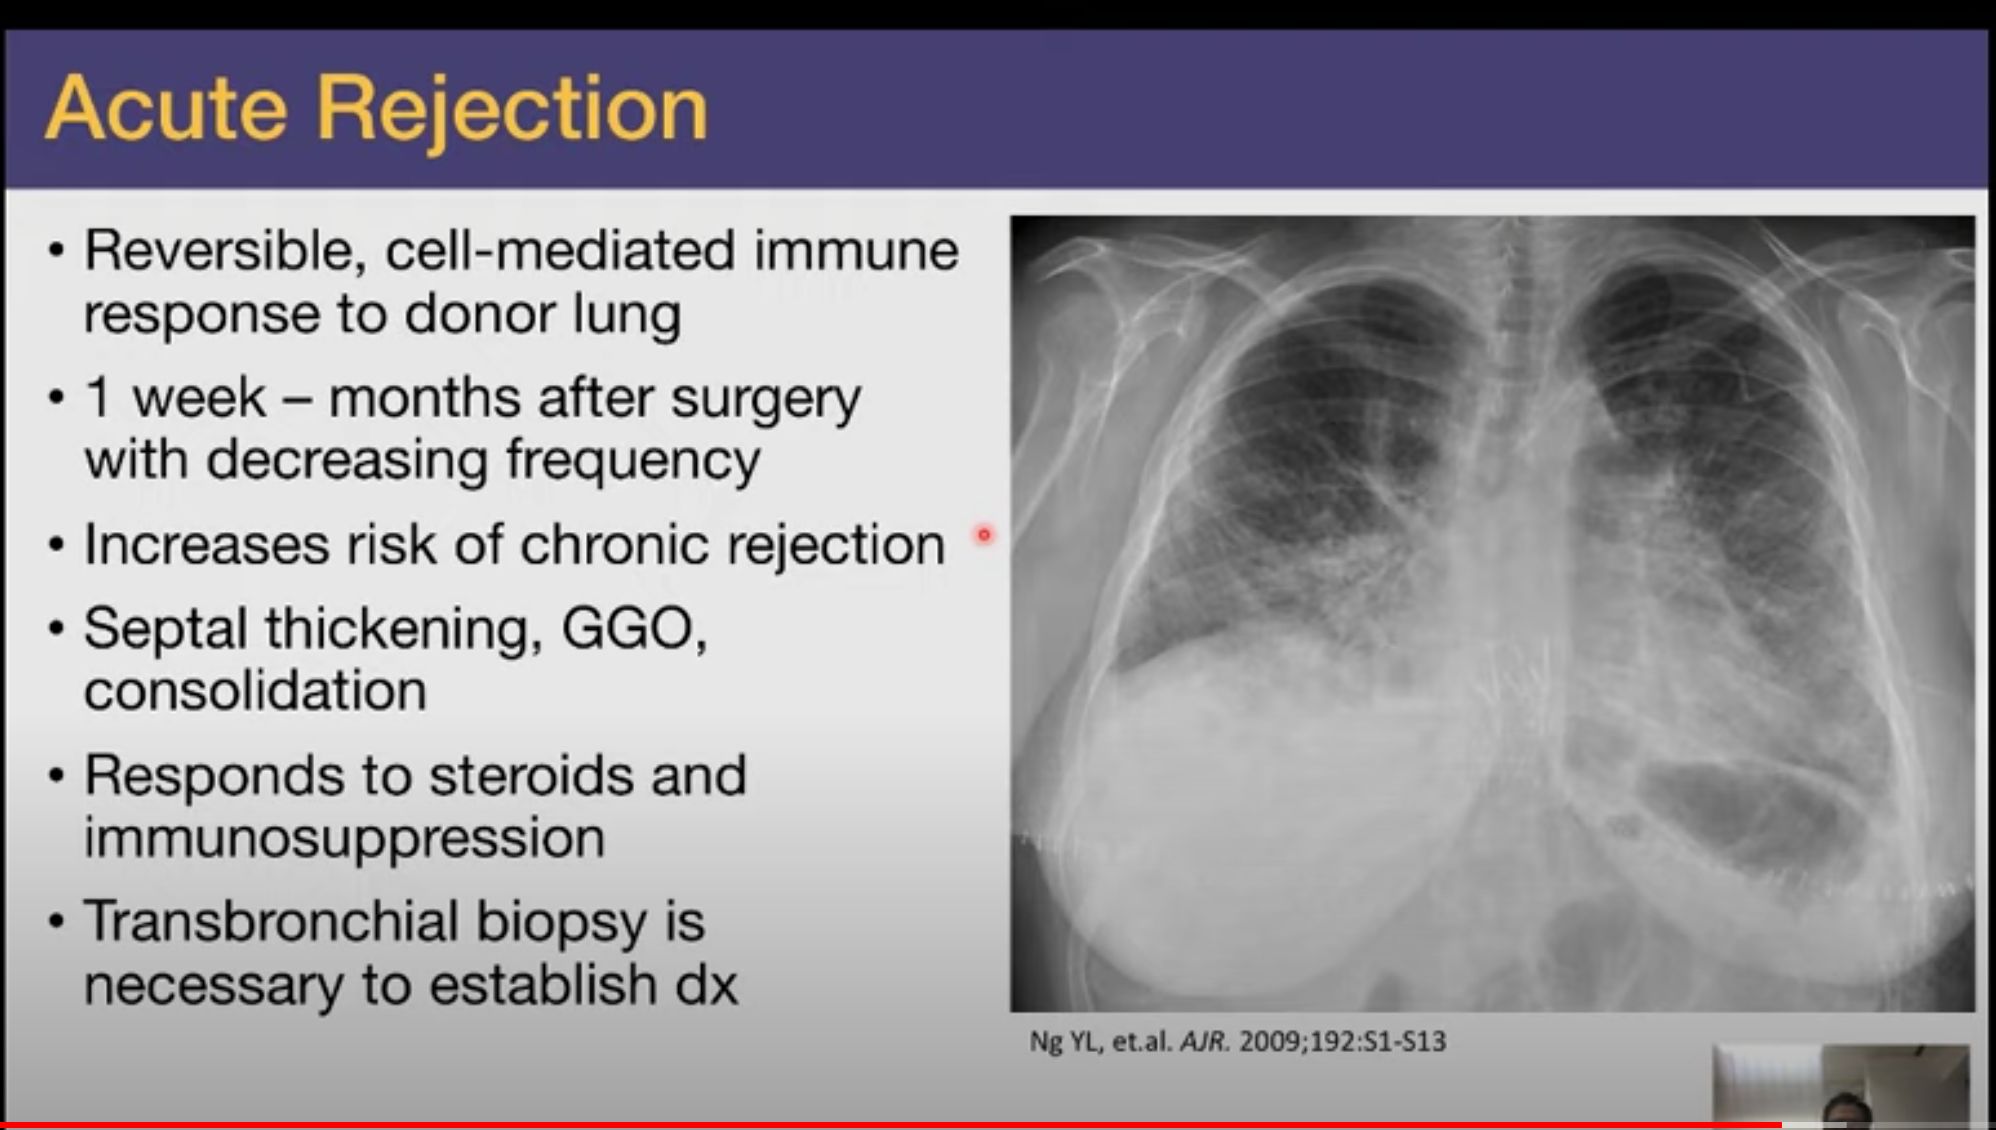 Acute Rejection
• Reversible, cell-mediated immune
response to donor lung
• 1 week – months after surgery
with decreasing frequency
• Increases risk of chronic rejection
• Septal thickening, GGO,
consolidation
• Responds to steroids and
immunosuppression
• Transbronchial biopsy is
necessary to establish dx
Ng YL, et.al. AJR. 2009;192:S1-S13